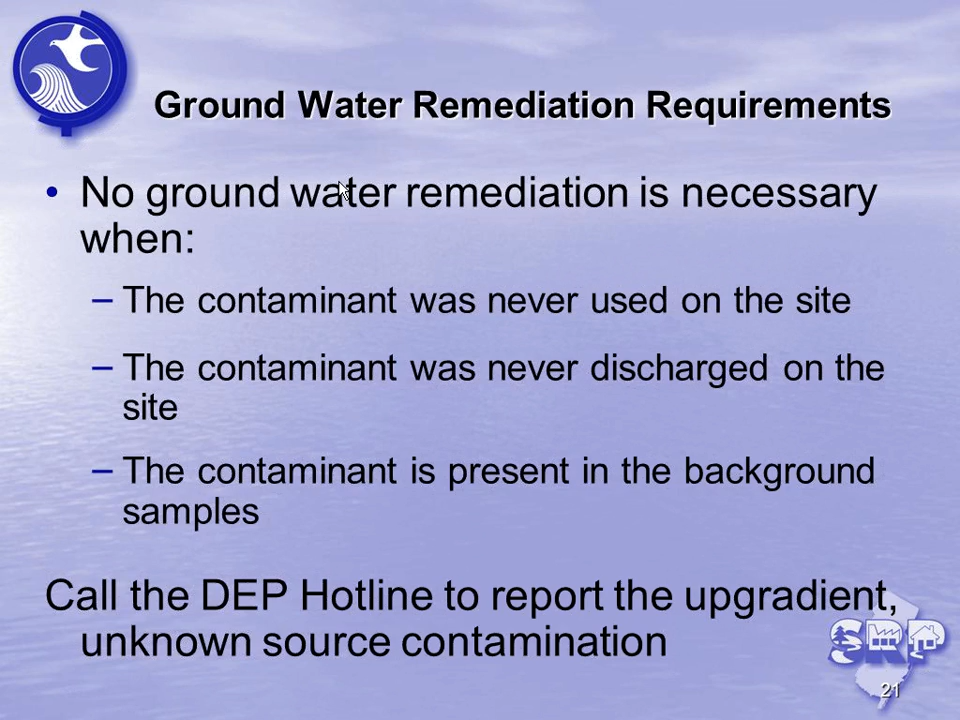 Ground Water Remediation Requirements
• No ground water remediation is necessary
when:
– The contaminant was never used on the site
– The contaminant was never discharged on the
site
– The contaminant is present in the background
samples
Call the DEP Hotline to report the upgradient,
unknown source contamination
SRP
21